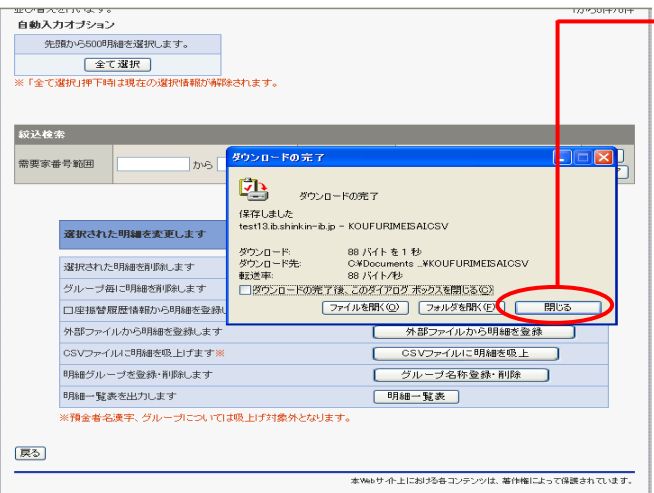 自動入力オプション
先頭から500明細を選択します。
全て選択
※「全て選択」押下時は現在の選択情報が解除されます。
絞込検索
需要家番号範囲
から
ダウンロードの完了
ダウンロードの完了
保存しました
test13.ib.shinkin-ib.jp - KOUFURIMEISAICSV
ダウンロード: 88 バイト を 1 秒
ダウンロード先: C:¥Documents ..¥KOUFURIMEISAICSV
転送率: 88 バイト/秒
ダウンロードの完了後、このダイアログ ボックスを閉じる(C)
ファイルを開く(O) フォルダを開く(F) 閉じる
選択された明細を変更します
選択された明細を削除します
グループ毎に明細を削除します
口座振替履歴情報から明細を登録し
外部ファイルから明細を登録します 外部ファイルから明細を登録
CSVファイルに明細を吸上げます※ CSVファイルに明細を吸上
明細グループを登録・削除します グループ名称登録・削除
明細一覧表を出力します 明細一覧表
※預金者名漢字、グループについては吸上げ対象外となります。
戻る
本Webサイト上における各コンテンツは、著作権によって保護されています。